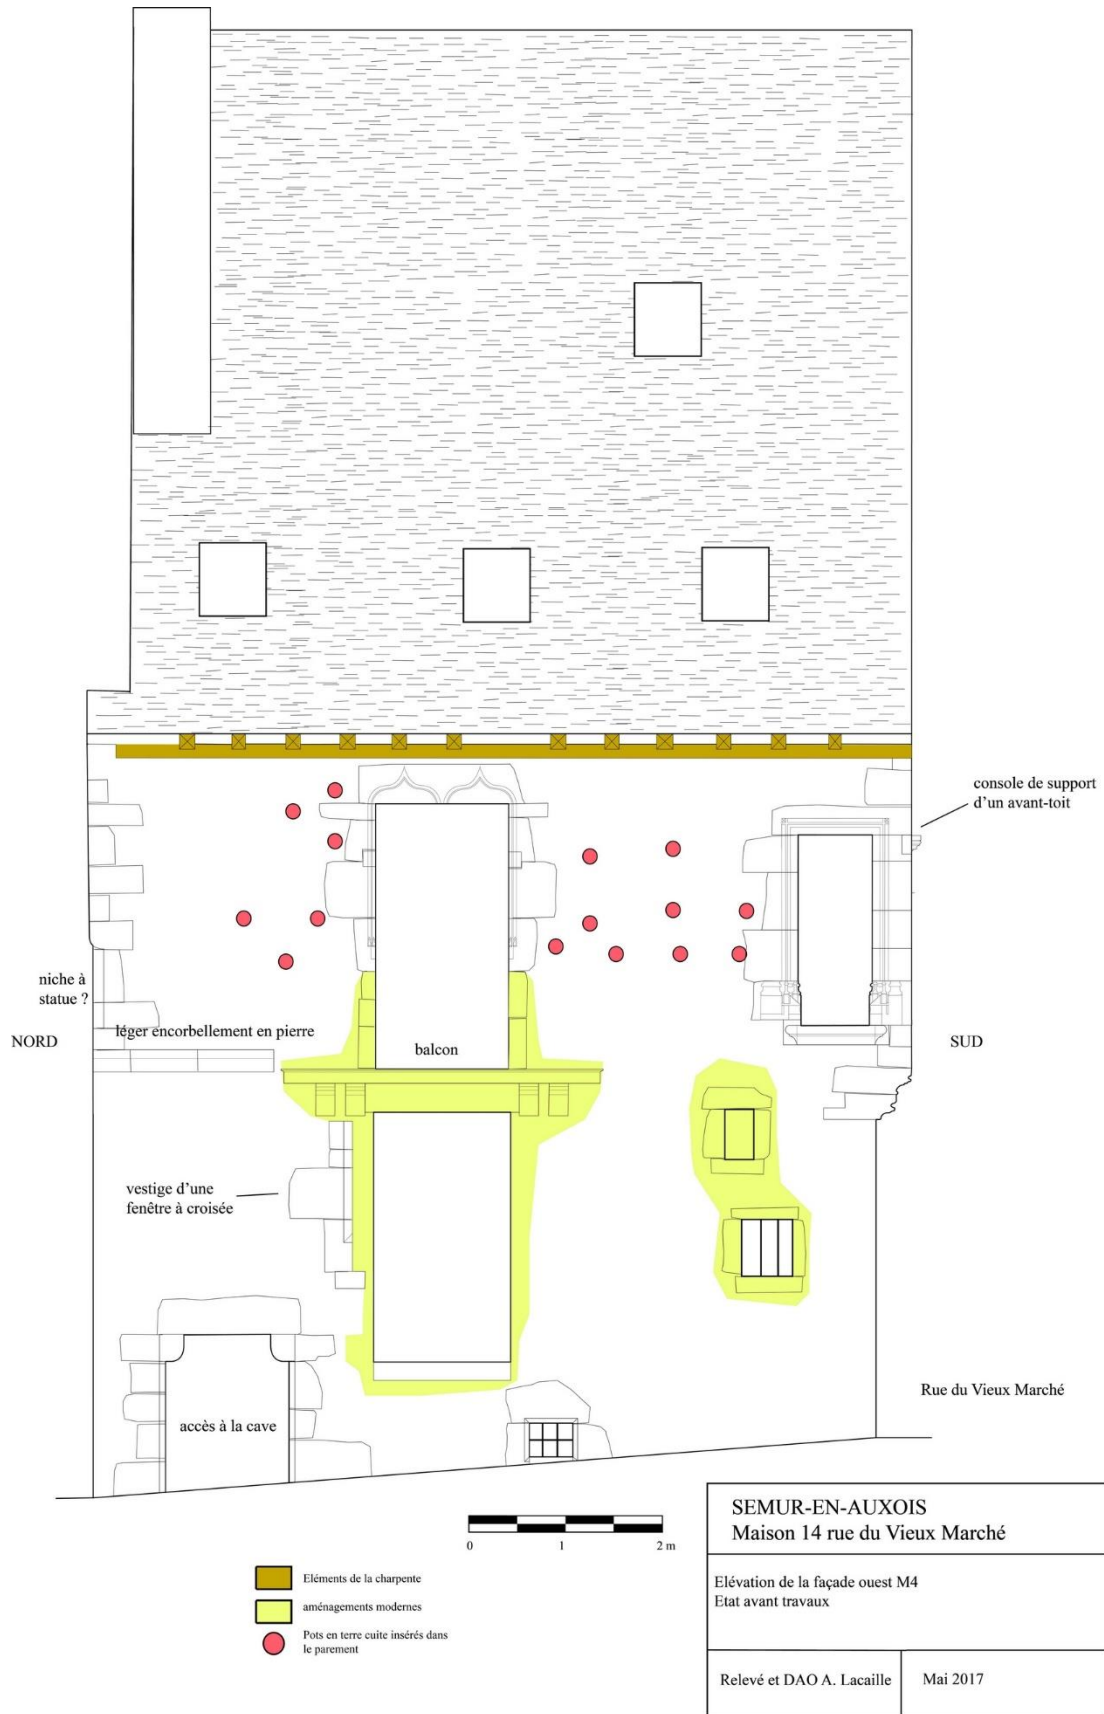 console de support
d'un avant-toit
niche à
statue ?
NORD
léger encorbellement en pierre
balcon
SUD
vestige d'une
fenêtre à croisée
accès à la cave
Rue du Vieux Marché
0 1 2 m
Eléments de la charpente
aménagements modernes
Pots en terre cuite insérés dans
le parement
SEMUR-EN-AUXOIS
Maison 14 rue du Vieux Marché
Elévation de la façade ouest M4
Etat avant travaux
Relevé et DAO A. Lacaille
Mai 2017